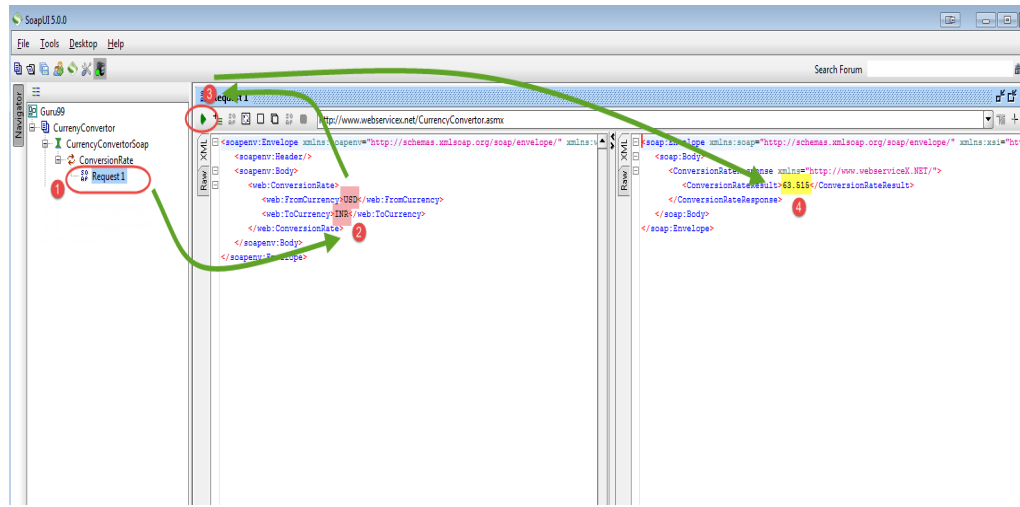 SoapUI 5.0.0
File Tools Desktop Help
Search Forum
Navigator
Guru99
CurrenyConvertor
CurrencyConvertorSoap
ConversionRate
Request 1
1
3
Request 1
http://www.webservicex.net/CurrencyConvertor.asmx
XML
Raw
<soapenv:Envelope xmlns:soapenv="http://schemas.xmlsoap.org/soap/envelope/" xmlns:
<soapenv:Header/>
<soapenv:Body>
<web:ConversionRate>
<web:FromCurrency>USD</web:FromCurrency>
<web:ToCurrency>INR</web:ToCurrency>
</web:ConversionRate>
2
</soapenv:Body>
</soapenv:Envelope>
XML
Raw
<soap:Envelope xmlns:soap="http://schemas.xmlsoap.org/soap/envelope/" xmlns:xsi="ht
<soap:Body>
<ConversionRateResponse xmlns="http://www.webserviceX.NET/">
<ConversionRateResult>63.515</ConversionRateResult>
</ConversionRateResponse>
4
</soap:Body>
</soap:Envelope>